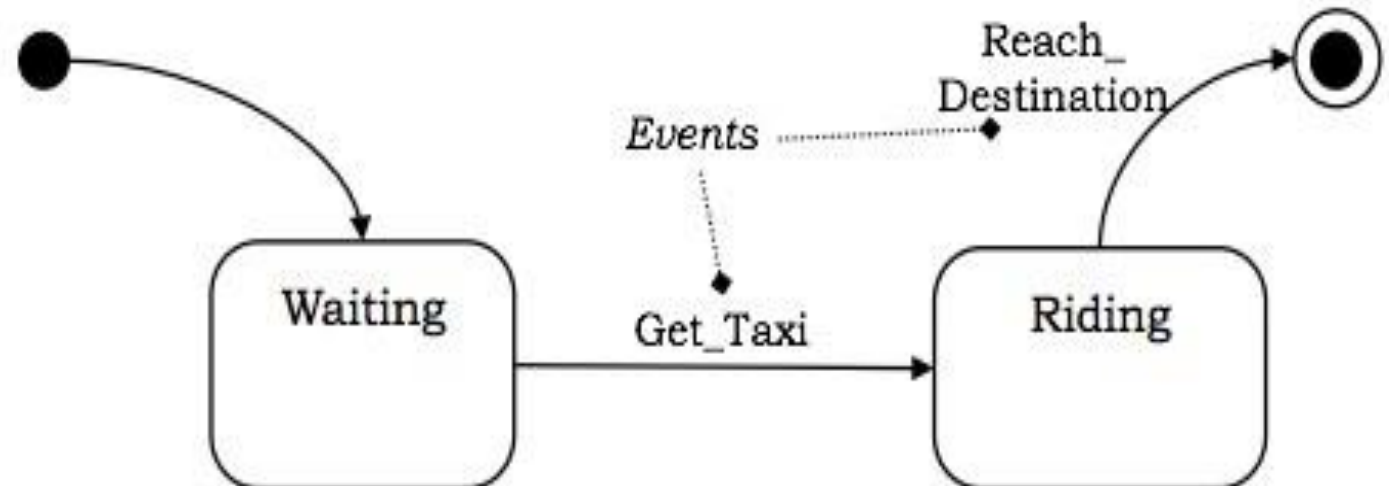 Reach_
Destination
Events
Waiting
Get_Taxi
Riding